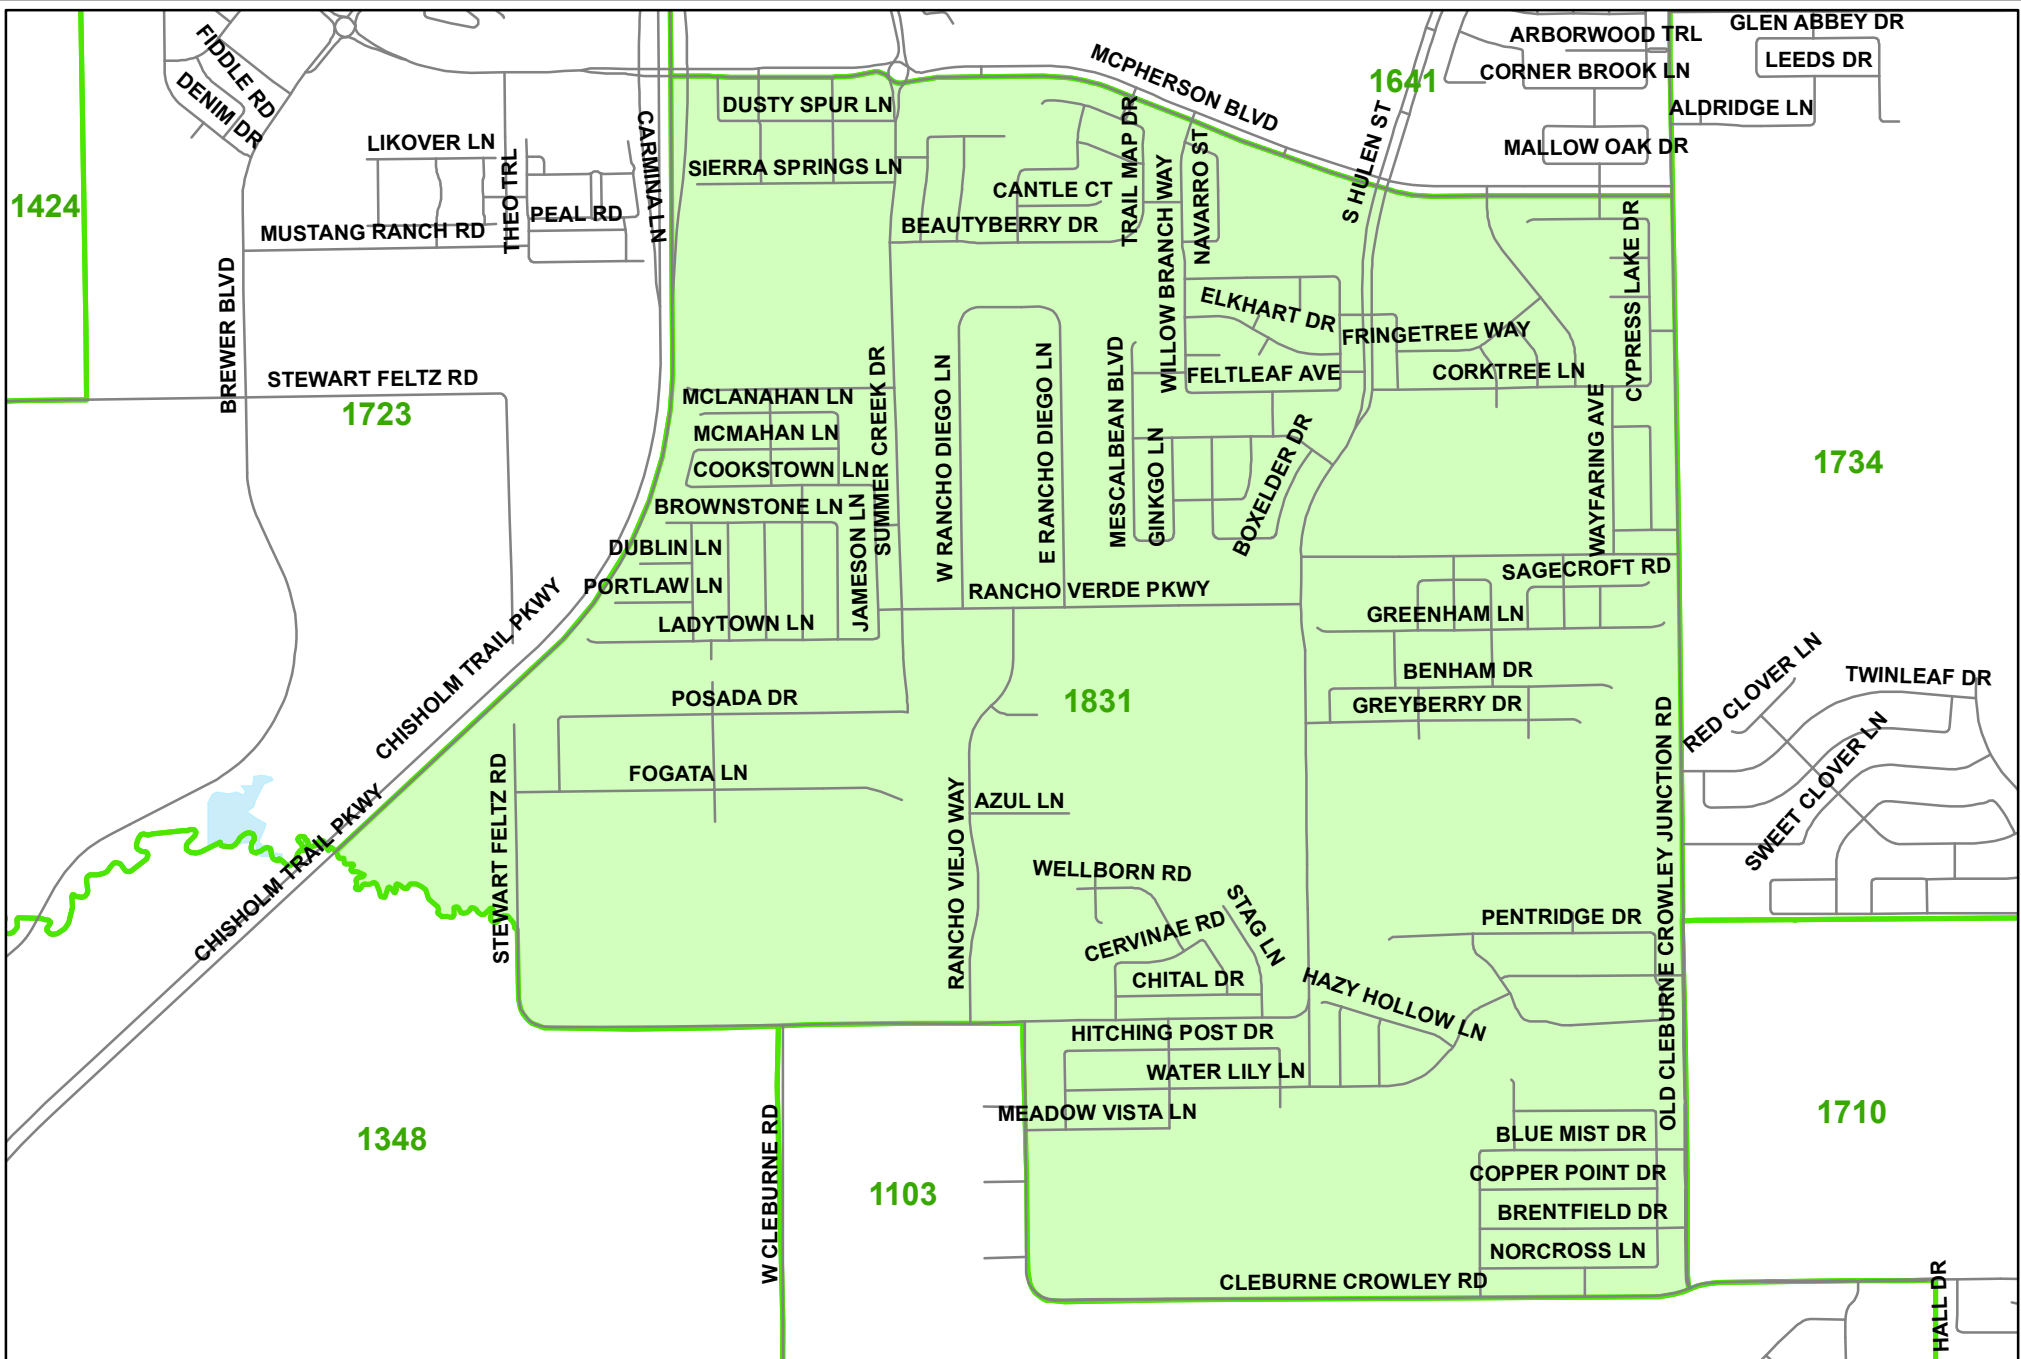 GLEN ABBEY DR
ARBORWOOD TRL
FIDDLE RD
LEEDS DR
MCPHERSON BLVD
CORNER BROOK LN
1641
DENIM DR
DUSTY SPUR LN
ALDRIDGE LN
LIKOVER LN
CARMINA LN
TRAIL MAP DR
S HULEN ST
MALLOW OAK DR
SIERRA SPRINGS LN
NAVARRO ST
CANTLE CT
1424
THEO TRL
PEAL RD
MUSTANG RANCH RD
BEAUTYBERRY DR
WILLOW BRANCH WAY
CYPRESS LAKE DR
BREWER BLVD
ELKHART DR
FRINGETREE WAY
STEWART FELTZ RD
1723
FELTLEAF AVE
CORKTREE LN
MCLANAHAN LN
SUMMER CREEK DR
W RANCHO DIEGO LN
E RANCHO DIEGO LN
MESCALBEAN BLVD
MCMAHAN LN
WAYFARING AVE
1734
COOKSTOWN LN
GINKGO LN
BOXELDER DR
BROWNSTONE LN
JAMESON LN
DUBLIN LN
SAGECROFT RD
PORTLAW LN
RANCHO VERDE PKWY
GREENHAM LN
LADYTOWN LN
CHISHOLM TRAIL PKWY
BENHAM DR
RED CLOVER LN
TWINLEAF DR
POSADA DR
1831
GREYBERRY DR
SWEET CLOVER LN
FOGATA LN
STEWART FELTZ RD
AZUL LN
RANCHO VIEJO WAY
OLD CLEBURNE CROWLEY JUNCTION RD
CHISHOLM TRAIL PKWY
WELLBORN RD
STAG LN
PENTRIDGE DR
CERVINAE RD
CHITAL DR
HAZY HOLLOW LN
HITCHING POST DR
WATER LILY LN
MEADOW VISTA LN
1710
1348
W CLEBURNE RD
BLUE MIST DR
COPPER POINT DR
1103
BRENTFIELD DR
NORCROSS LN
CLEBURNE CROWLEY RD
HALL DR